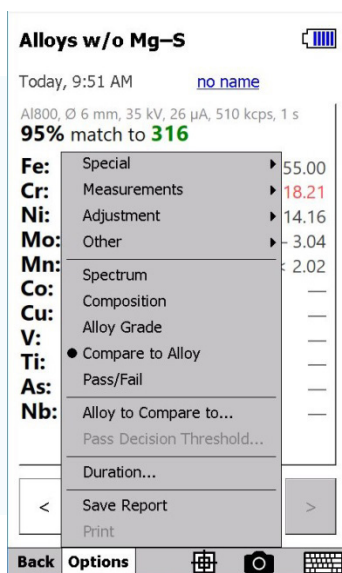 Alloys w/o Mg–S
Today, 9:51 AM no name
Al800, Ø 6 mm, 35 kV, 26 µA, 510 kcps, 1 s
95% match to 316
Fe: 55.00
Cr: 18.21
Ni: 14.16
Mo: – 3.04
Mn: < 2.02
Co: —
Cu: —
V: —
Ti: —
As: —
Nb: —
Special
Measurements
Adjustment
Other
Spectrum
Composition
Alloy Grade
Compare to Alloy
Pass/Fail
Alloy to Compare to...
Pass Decision Threshold...
Duration...
Save Report
Print
< >
Back Options